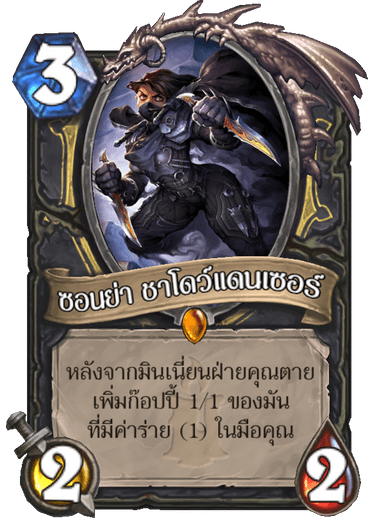 3
ซอนย่า ชาโดว์แดนเซอร์
หลังจากมินเนี่ยนฝ่ายคุณตาย
เพิ่มก๊อปปี้ 1/1 ของมัน
ที่มีค่าร่าย (1) ในมือคุณ
2
2